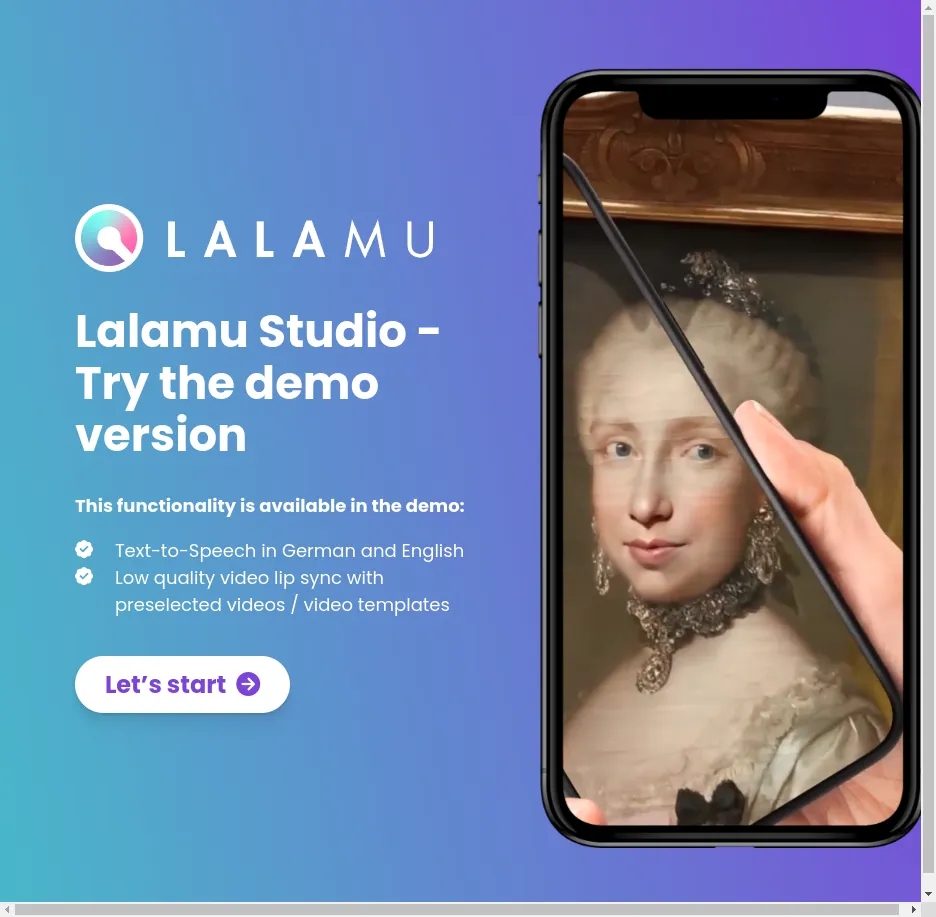 LALAMU
Lalamu Studio -
Try the demo
version
This functionality is available in the demo:
Text-to-Speech in German and English
Low quality video lip sync with
preselected videos / video templates
Let’s start